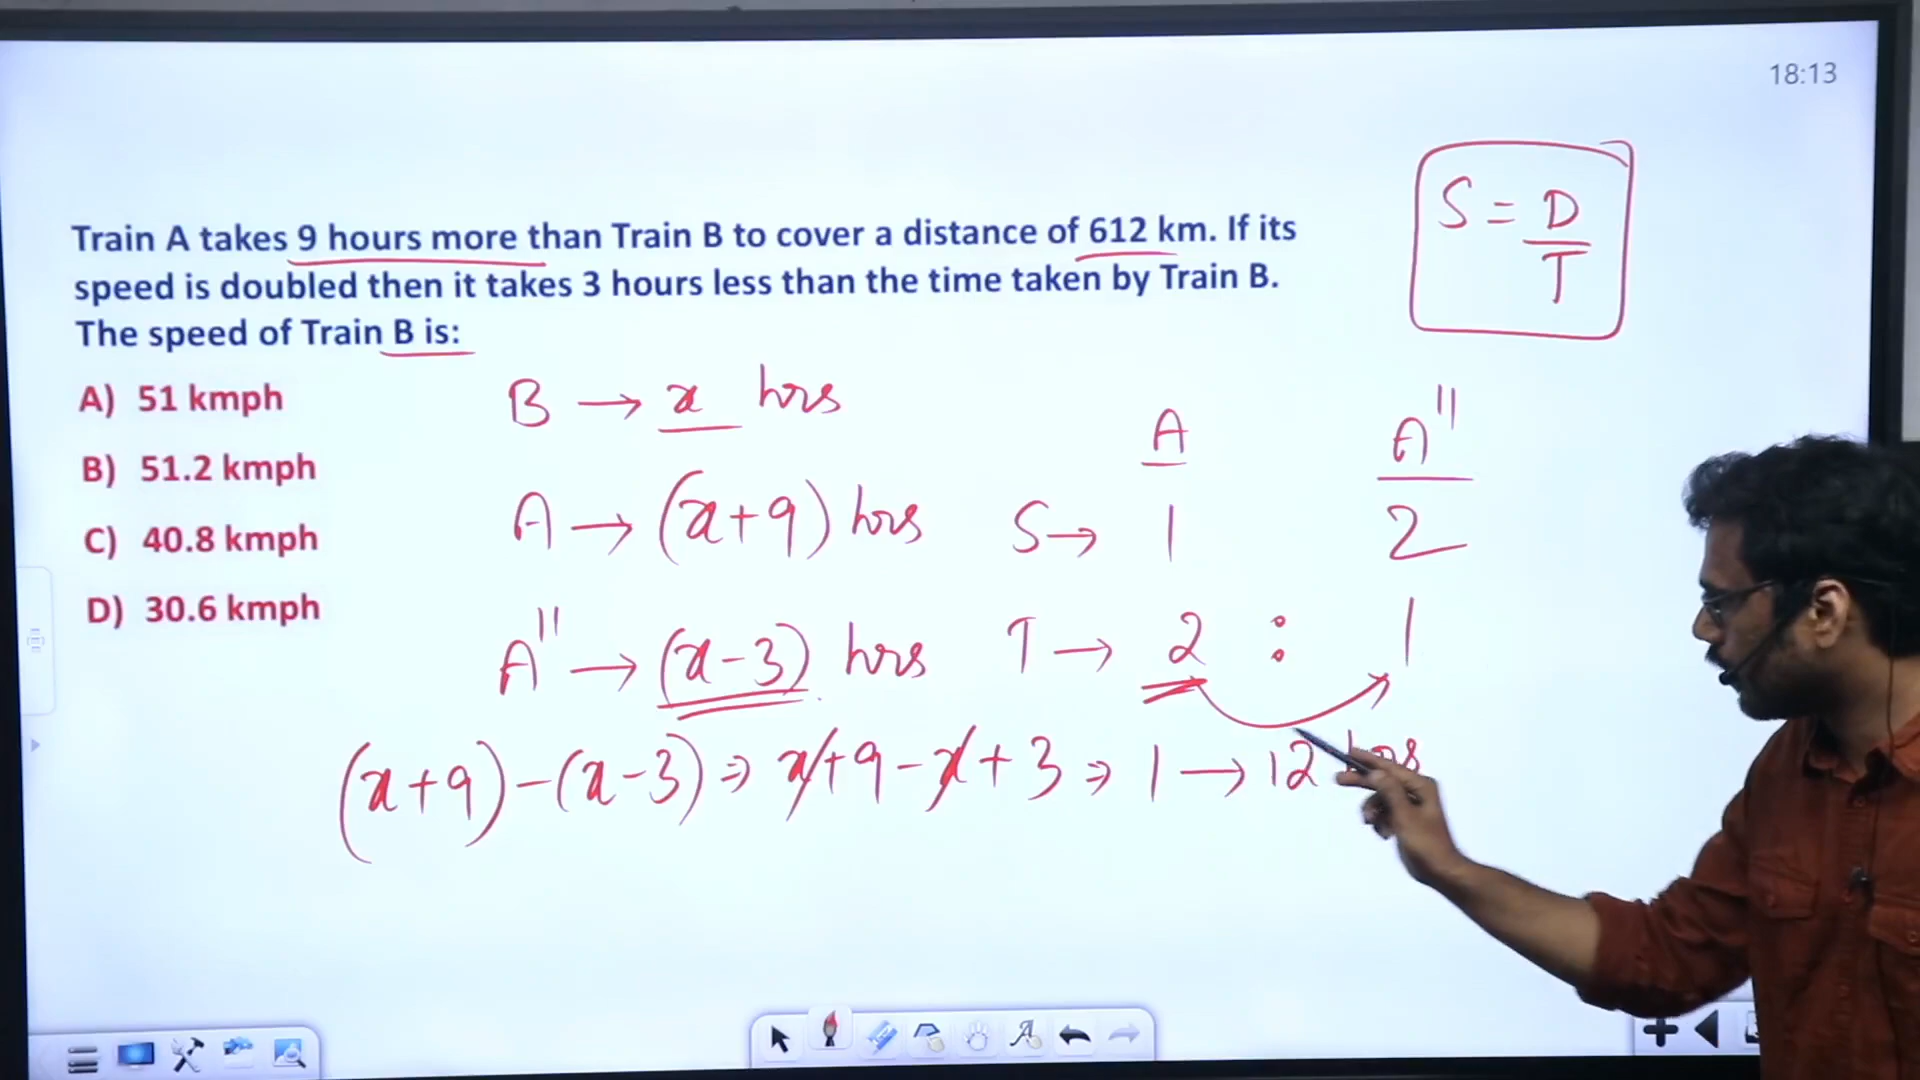 18:13
S = D/T
Train A takes 9 hours more than Train B to cover a distance of 612 km. If its
speed is doubled then it takes 3 hours less than the time taken by Train B.
The speed of Train B is:
A) 51 kmph
B) 51.2 kmph
C) 40.8 kmph
D) 30.6 kmph
B → x hrs
A → (x+9) hrs
A'' → (x-3) hrs
A A''
S → 1 2
T → 2 : 1
(x+9)-(x-3) ⇒ x+9-x+3 ⇒ 1 → 12 hrs